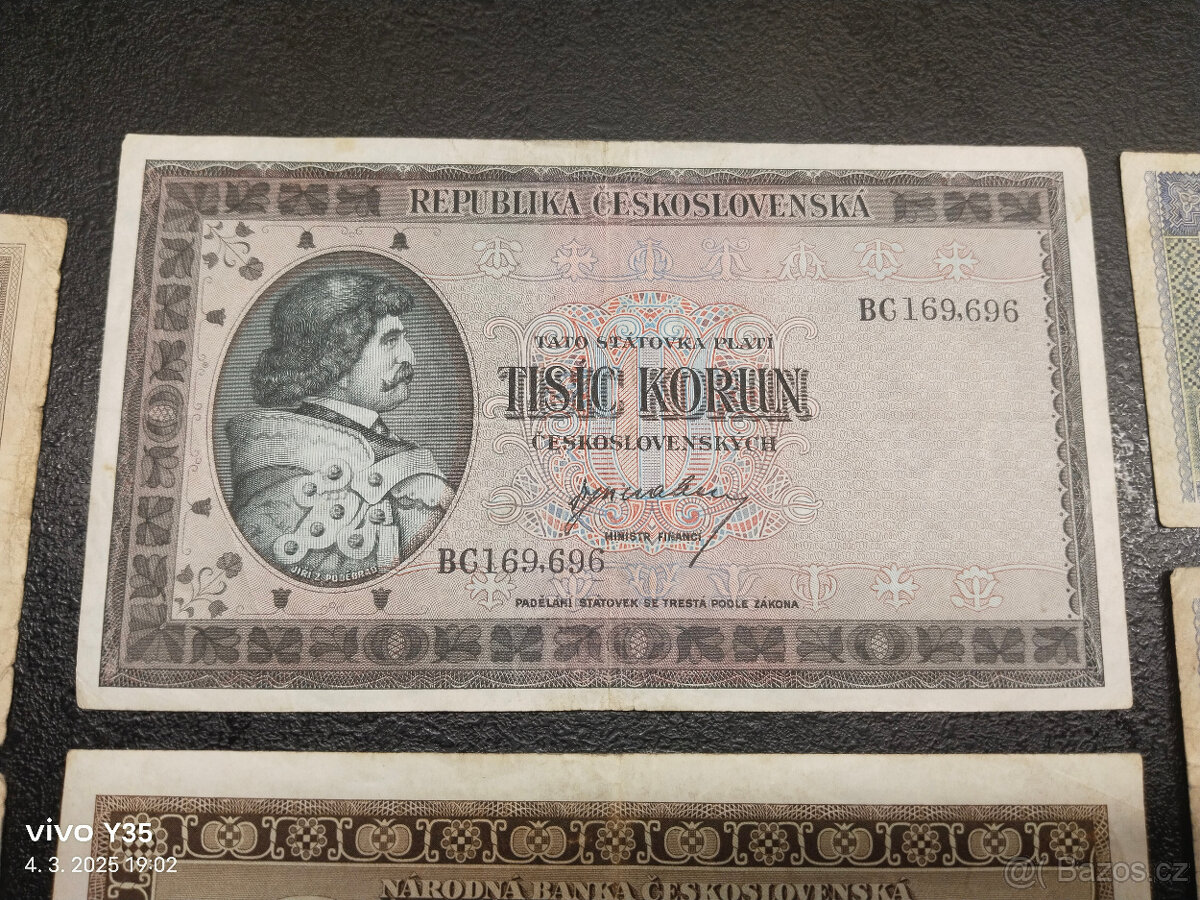 REPUBLIKA ČESKOSLOVENSKÁ
BC169,696
TATO STÁTOVKA PLATÍ
TISÍC KORUN
ČESKOSLOVENSKÝCH
MINISTR FINANCÍ
BC169,696
JIŘÍ Z PODĚBRAD
PADĚLÁNÍ STÁTOVEK SE TRESTÁ PODLE ZÁKONA
vivo Y35
4. 3. 2025 19:02
NÁRODNÁ BANKA ČESKOSLOVENSKÁ
@( Bazos.cz